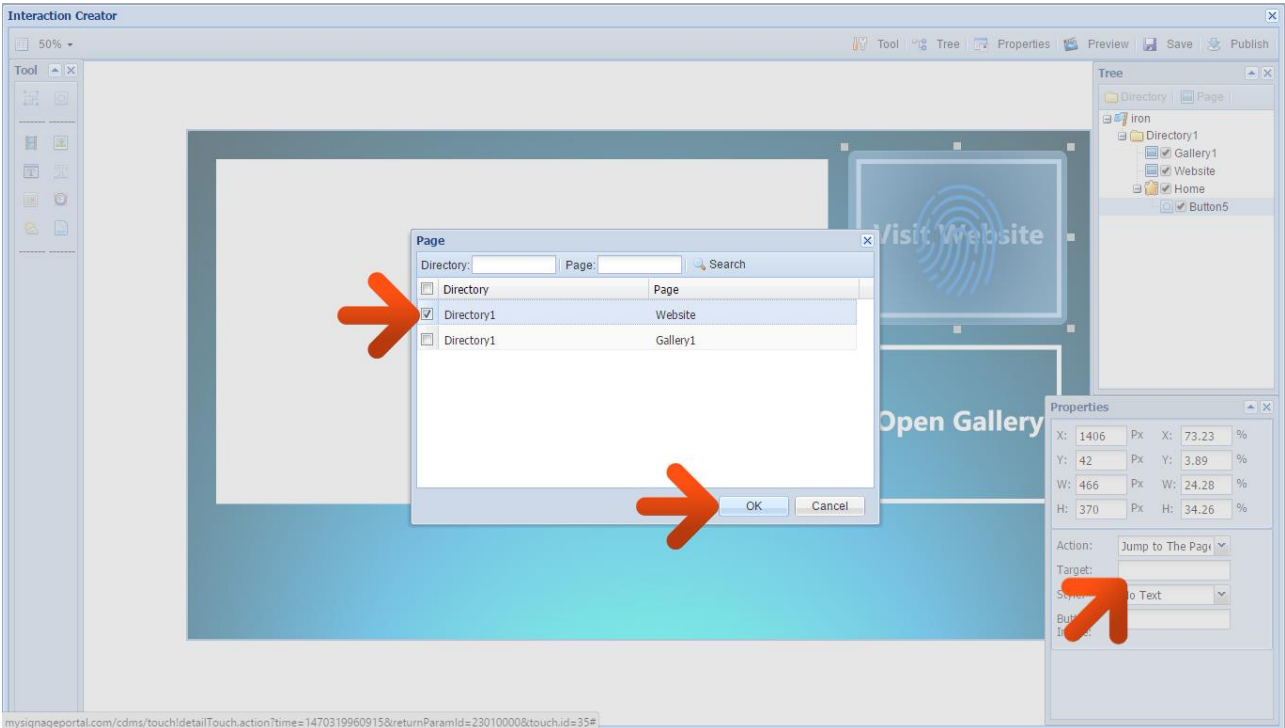 Interaction Creator
50%
Tool Tree Properties Preview Save Publish
Tool
Tree
Directory Page
iron
Directory1
Gallery1
Website
Home
Button5
Visit Website
Page
Directory: Page: Search
Directory Page
Directory1 Website
Directory1 Gallery1
OK Cancel
Open Gallery
Properties
X: 1406 Px X: 73.23 %
Y: 42 Px Y: 3.89 %
W: 466 Px W: 24.28 %
H: 370 Px H: 34.26 %
Action: Jump to The Page
Target:
Text
mysignageportal.com/cdms/touch!detailTouch.action?time=1470319960915&returnParamId=23010000&touch.id=35#